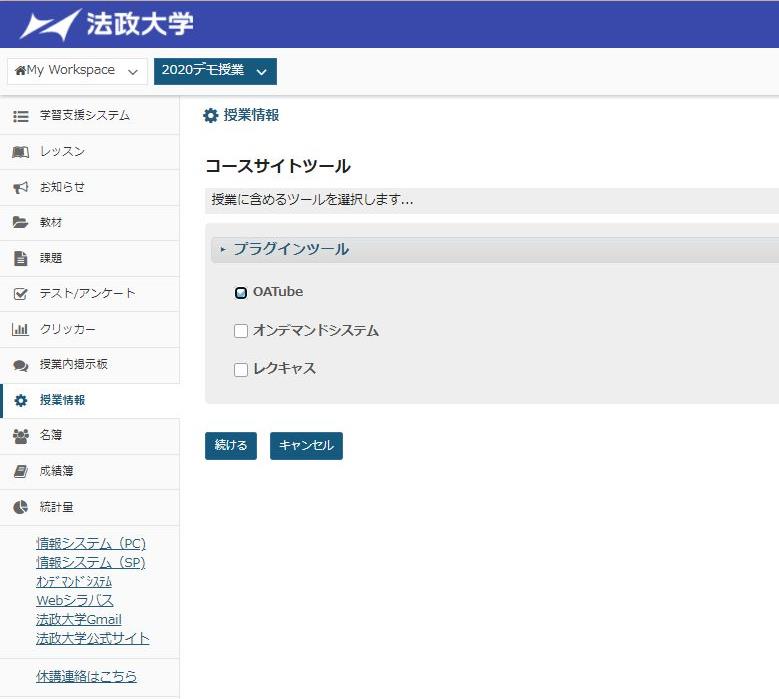 法政大学
My Workspace
2020デモ授業
学習支援システム
レッスン
お知らせ
教材
課題
テスト/アンケート
クリッカー
授業内掲示板
授業情報
名簿
成績簿
統計量
情報システム（PC)
情報システム（SP)
ｵﾝﾃﾞﾏﾝﾄﾞｼｽﾃﾑ
Webシラバス
法政大学Gmail
法政大学公式サイト
休講連絡はこちら
授業情報
コースサイトツール
授業に含めるツールを選択します...
プラグインツール
OATube
オンデマンドシステム
レクキャス
続ける
キャンセル